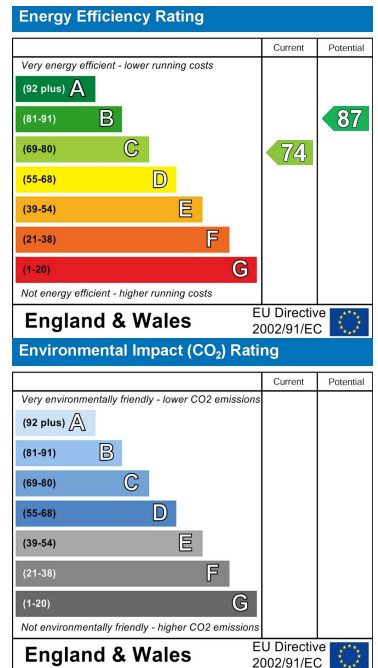 Energy Efficiency Rating
Current Potential
Very energy efficient - lower running costs
(92 plus) A
(81-91) B
87
(69-80) C
74
(55-68) D
(39-54) E
(21-38) F
(1-20) G
Not energy efficient - higher running costs
England & Wales
EU Directive
2002/91/EC
Environmental Impact (CO₂) Rating
Current Potential
Very environmentally friendly - lower CO2 emissions
(92 plus) A
(81-91) B
(69-80) C
(55-68) D
(39-54) E
(21-38) F
(1-20) G
Not environmentally friendly - higher CO2 emissions
England & Wales
EU Directive
2002/91/EC